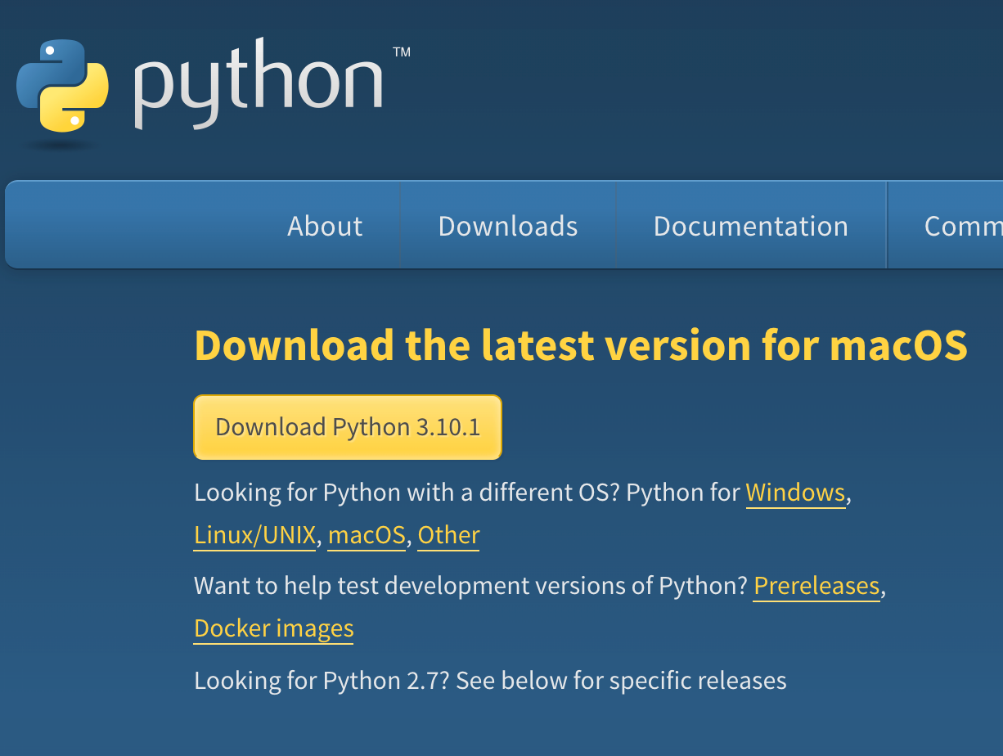 python™
About Downloads Documentation Comm
Download the latest version for macOS
Download Python 3.10.1
Looking for Python with a different OS? Python for Windows,
Linux/UNIX, macOS, Other
Want to help test development versions of Python? Prereleases,
Docker images
Looking for Python 2.7? See below for specific releases